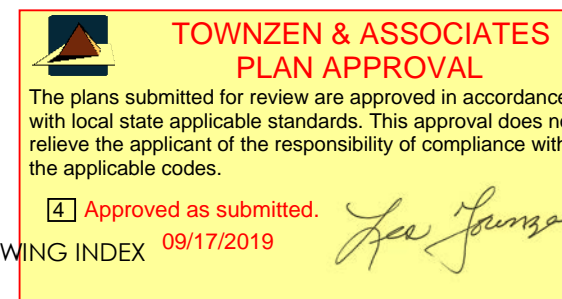 TOWNZEN & ASSOCIATES
PLAN APPROVAL
The plans submitted for review are approved in accordance
with local state applicable standards. This approval does
relieve the applicant of the responsibility of compliance with
the applicable codes.
4 Approved as submitted.
09/17/2019
INDEX